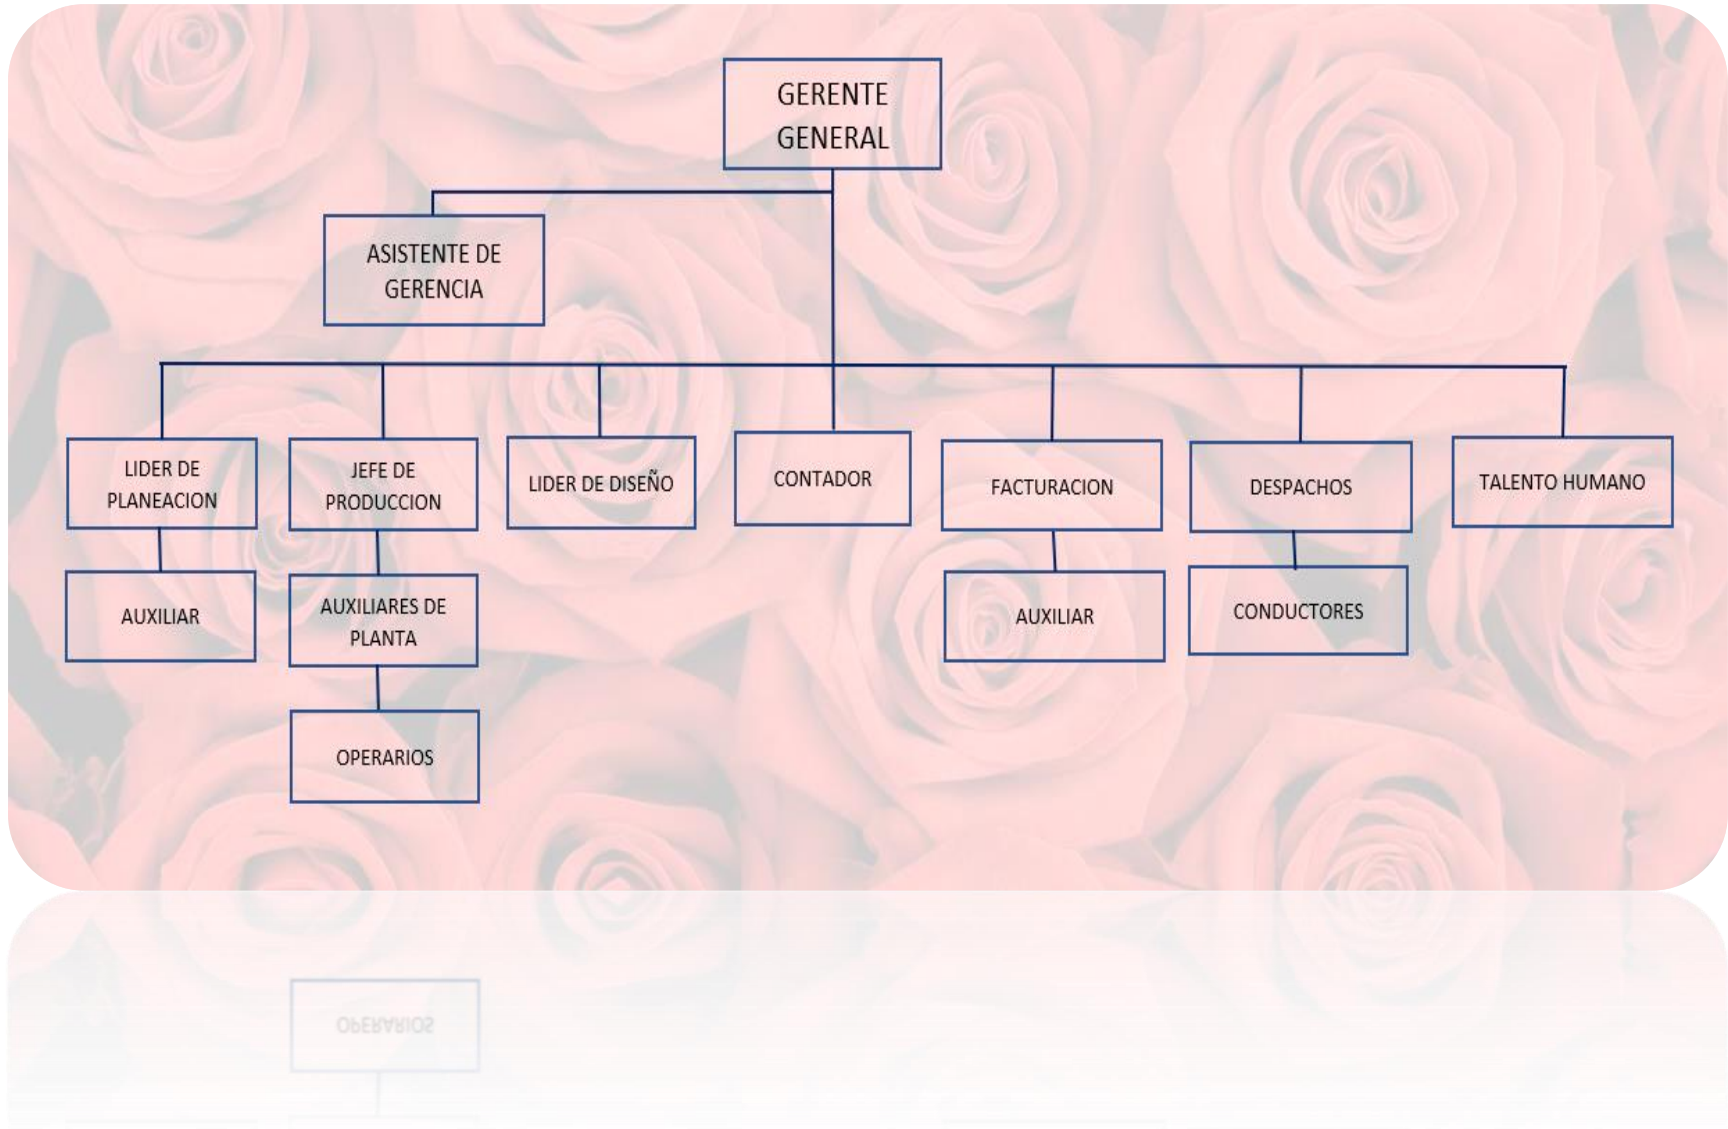 GERENTE
GENERAL
ASISTENTE DE
GERENCIA
LIDER DE
PLANEACION
JEFE DE
PRODUCCION
LIDER DE DISEÑO
CONTADOR
FACTURACION
DESPACHOS
TALENTO HUMANO
AUXILIAR
AUXILIARES DE
PLANTA
AUXILIAR
CONDUCTORES
OPERARIOS
OPERARIOS